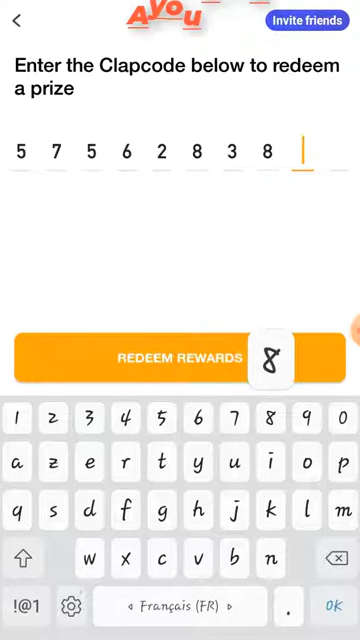 Ayou
Invite friends
Enter the Clapcode below to redeem
a prize
5 7 5 6 2 8 3 8
REDEEM REWARDS
8
1 2 3 4 5 6 7 8 9 0
a z e r t y u i o p
q s d f g h j k l m
w x c v b n
!@1 Français (FR) . OK